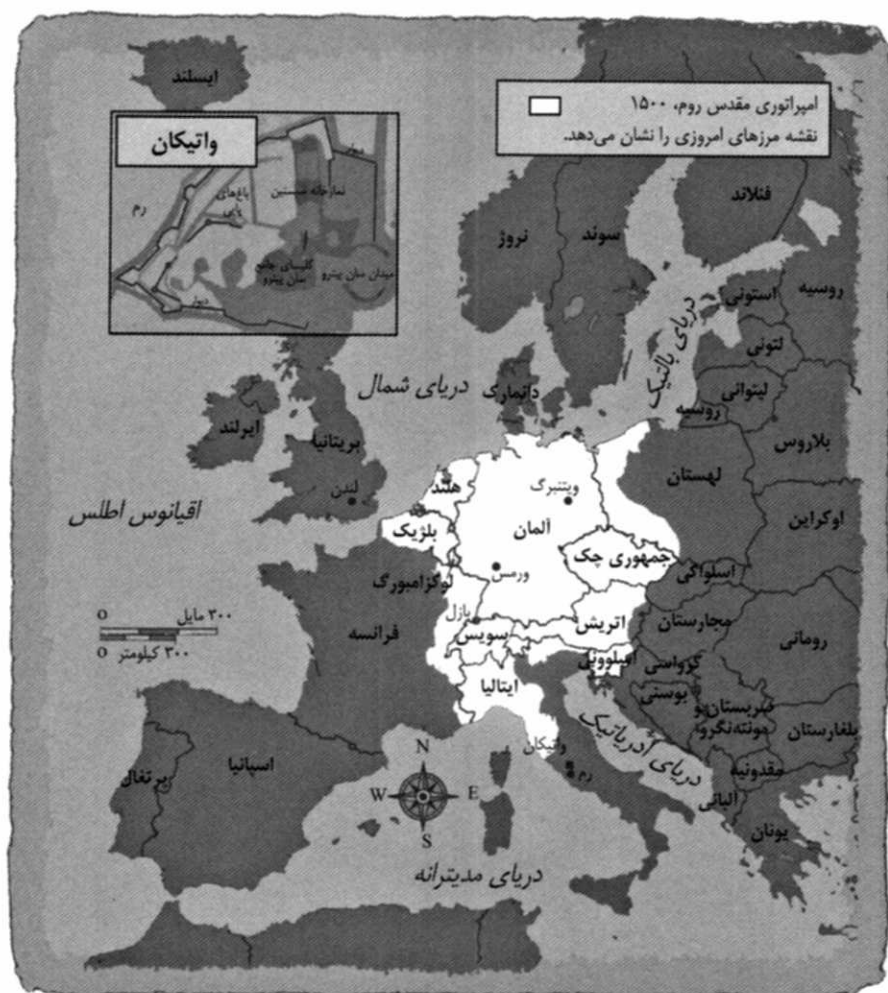 ایسلند
امپراتوری مقدس روم، ۱۵۰۰
نقشه مرزهای امروزی را نشان می‌دهد.
واتیکان
دیوار
رم
باغ‌های
نمازخانه سیستین
کلیسای جامع
سان پیترو
میدان سان پیترو
دیوار
فنلاند
نروژ
سوئد
روسیه
استونی
لتونی
لیتوانی
روسیه
دریای بالتیک
دریای شمال
دانمارک
ایرلند
بریتانیا
لندن
بلاروس
لهستان
اقیانوس اطلس
هلند
ویتنبرگ
آلمان
بلژیک
اوکراین
جمهوری چک
ورمس
لوگزامبورگ
اسلواکی
بازل
اتریش
مجارستان
رومانی
۳۰۰ مایل
O
۳۰۰ کیلومتر
O
فرانسه
سویس
اسلوونی
کرواسی
ایتالیا
بوسنی
صربستان
و
مونته‌نگرو
بلغارستان
دریای آدریاتیک
واتیکان
رم
مقدونیه
آلبانی
یونان
اسپانیا
پرتغال
N
W
E
S
دریای مدیترانه